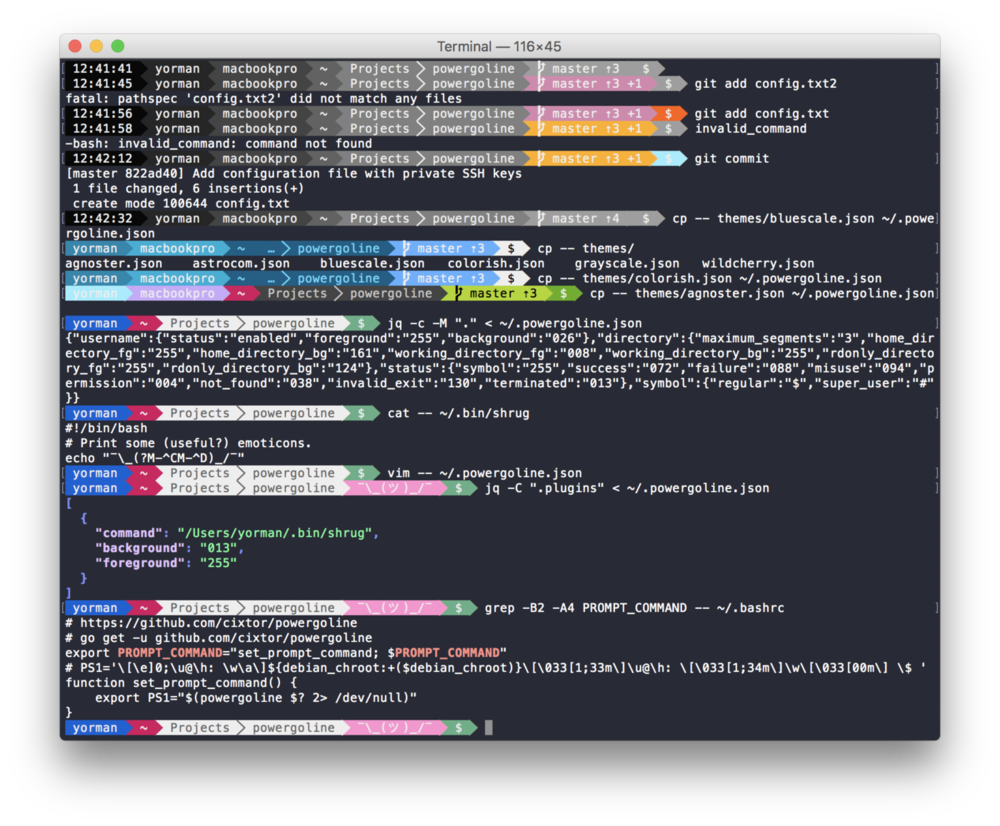 Terminal — 116×45
12:41:41 yorman macbookpro ~ Projects powergoline master ↑3 $
12:41:45 yorman macbookpro ~ Projects powergoline master ↑3 +1 $ git add config.txt2
fatal: pathspec 'config.txt2' did not match any files
12:41:56 yorman macbookpro ~ Projects powergoline master ↑3 +1 $ git add config.txt
12:41:58 yorman macbookpro ~ Projects powergoline master ↑3 +1 $ invalid_command
-bash: invalid_command: command not found
12:42:12 yorman macbookpro ~ Projects powergoline master ↑3 +1 $ git commit
[master 822ad40] Add configuration file with private SSH keys
1 file changed, 6 insertions(+)
create mode 100644 config.txt
12:42:32 yorman macbookpro ~ Projects powergoline master ↑4 $ cp -- themes/bluescale.json ~/.powe
rgoline.json
yorman macbookpro ~ … powergoline master ↑3 $ cp -- themes/
agnoster.json astrocom.json bluescale.json colorish.json grayscale.json wildcherry.json
yorman macbookpro ~ … powergoline master ↑3 $ cp -- themes/colorish.json ~/.powergoline.json
yorman macbookpro ~ Projects powergoline master ↑3 $ cp -- themes/agnoster.json ~/.powergoline.json
yorman ~ Projects powergoline $ jq -c -M "." < ~/.powergoline.json
{"username":{"status":"enabled","foreground":"255","background":"026"},"directory":{"maximum_segments":"3","home_dir
ectory_fg":"255","home_directory_bg":"161","working_directory_fg":"008","working_directory_bg":"255","rdonly_directo
ry_fg":"255","rdonly_directory_bg":"124"},"status":{"symbol":"255","success":"072","failure":"088","misuse":"094","p
ermission":"004","not_found":"038","invalid_exit":"130","terminated":"013"},"symbol":{"regular":"$","super_user":"#"
}}
yorman ~ Projects powergoline $ cat -- ~/.bin/shrug
#!/bin/bash
# Print some (useful?) emoticons.
echo "¯\_(?M-^CM-^D)_/¯"
yorman ~ Projects powergoline $ vim -- ~/.powergoline.json
yorman ~ Projects powergoline ¯\_(ツ)_/¯ $ jq -C ".plugins" < ~/.powergoline.json
[
{
"command": "/Users/yorman/.bin/shrug",
"background": "013",
"foreground": "255"
}
]
yorman ~ Projects powergoline ¯\_(ツ)_/¯ $ grep -B2 -A4 PROMPT_COMMAND -- ~/.bashrc
# https://github.com/cixtor/powergoline
# go get -u github.com/cixtor/powergoline
export PROMPT_COMMAND="set_prompt_command; $PROMPT_COMMAND"
# PS1='\[\e]0;\u@\h: \w\a\]${debian_chroot:+($debian_chroot)}\[\033[1;33m\]\u@\h: \[\033[1;34m\]\w\[\033[00m\] \$ '
function set_prompt_command() {
export PS1="$(powergoline $? 2> /dev/null)"
}
yorman ~ Projects powergoline ¯\_(ツ)_/¯ $